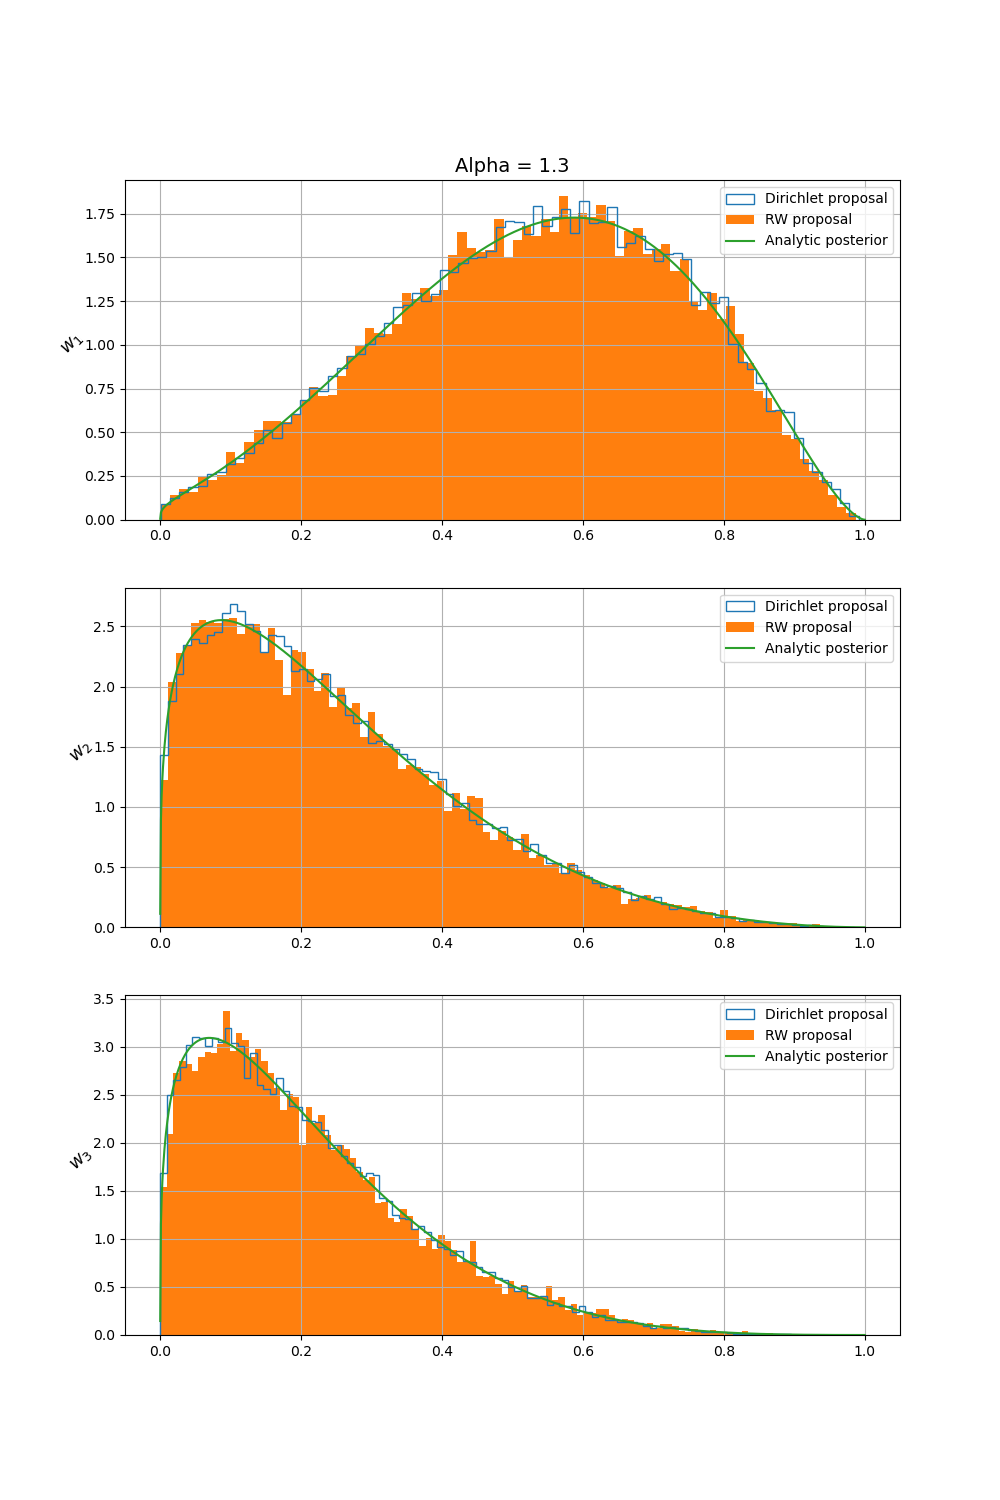 Alpha = 1.3
1.75
1.50
1.25
1.00
0.75
0.50
0.25
0.00
w₁
Dirichlet proposal
RW proposal
Analytic posterior
0.0 0.2 0.4 0.6 0.8 1.0
2.5
2.0
1.5
1.0
0.5
0.0
w₂
Dirichlet proposal
RW proposal
Analytic posterior
0.0 0.2 0.4 0.6 0.8 1.0
3.5
3.0
2.5
2.0
1.5
1.0
0.5
0.0
w₃
Dirichlet proposal
RW proposal
Analytic posterior
0.0 0.2 0.4 0.6 0.8 1.0